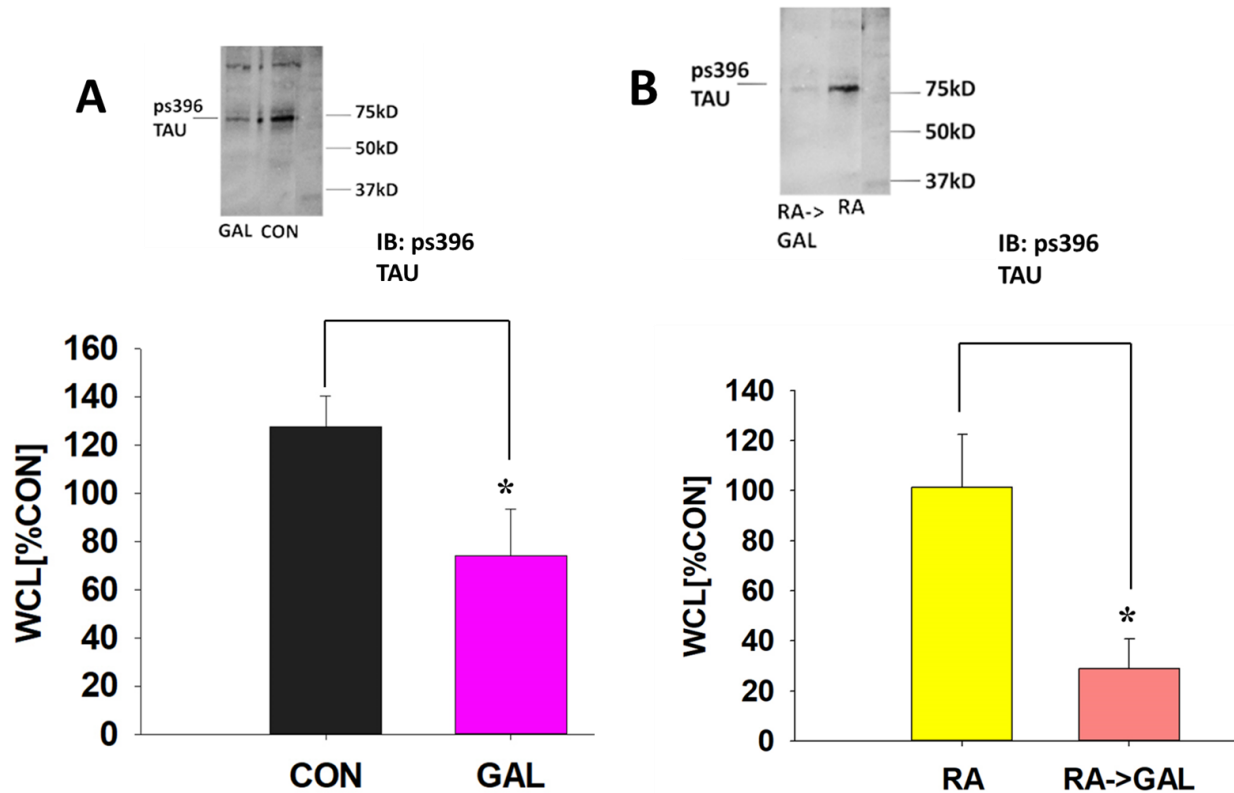 A
ps396
TAU
75kD
50kD
37kD
GAL CON
IB: ps396
TAU
WCL[%CON]
160
140
120
100
80
60
40
20
0
*
CON GAL
B
ps396
TAU
75kD
50kD
37kD
RA-> RA
GAL
IB: ps396
TAU
WCL[%CON]
140
120
100
80
60
40
20
0
*
RA RA->GAL